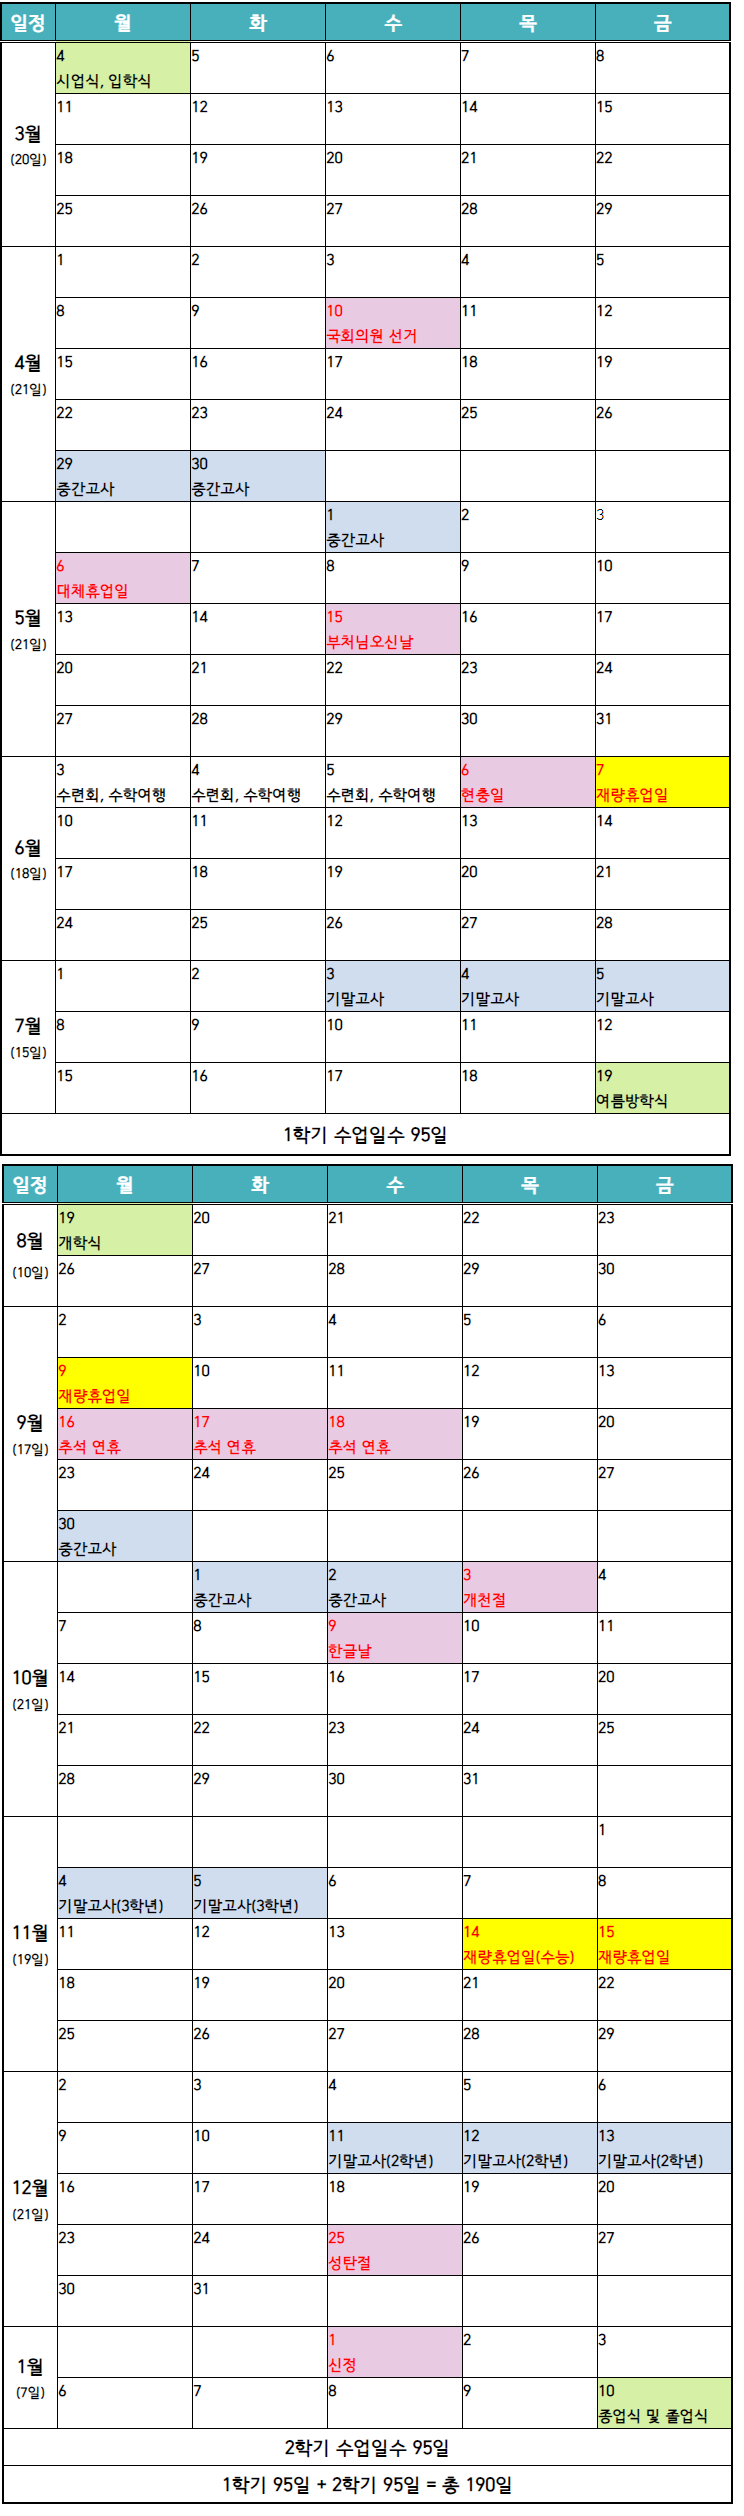 일정 월 화 수 목 금
4 5 6 7 8
시업식, 입학식
11 12 13 14 15
3월
(20일)
18 19 20 21 22
25 26 27 28 29
1 2 3 4 5
8 9 10 11 12
국회의원 선거
4월
15 16 17 18 19
(21일)
22 23 24 25 26
29 30
중간고사 중간고사
1 2 3
중간고사
6 7 8 9 10
대체휴업일
5월
13 14 15 16 17
(21일)
부처님오신날
20 21 22 23 24
27 28 29 30 31
3 4 5 6 7
수련회, 수학여행 수련회, 수학여행 수련회, 수학여행 현충일 재량휴업일
10 11 12 13 14
6월
(18일)
17 18 19 20 21
24 25 26 27 28
1 2 3 4 5
기말고사 기말고사 기말고사
7월
8 9 10 11 12
(15일)
15 16 17 18 19
여름방학식
1학기 수업일수 95일
일정 월 화 수 목 금
19 20 21 22 23
8월
개학식
(10일)
26 27 28 29 30
2 3 4 5 6
9 10 11 12 13
재량휴업일
9월
16 17 18 19 20
(17일)
추석 연휴 추석 연휴 추석 연휴
23 24 25 26 27
30
중간고사
1 2 3 4
중간고사 중간고사 개천절
7 8 9 10 11
한글날
10월
14 15 16 17 20
(21일)
21 22 23 24 25
28 29 30 31
1
4 5 6 7 8
기말고사(3학년) 기말고사(3학년)
11월
11 12 13 14 15
(19일)
재량휴업일(수능) 재량휴업일
18 19 20 21 22
25 26 27 28 29
2 3 4 5 6
9 10 11 12 13
기말고사(2학년) 기말고사(2학년) 기말고사(2학년)
12월
16 17 18 19 20
(21일)
23 24 25 26 27
성탄절
30 31
1 2 3
신정
1월
(7일)
6 7 8 9 10
종업식 및 졸업식
2학기 수업일수 95일
1학기 95일 + 2학기 95일 = 총 190일